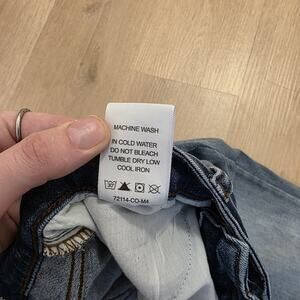 MACHINE WASH
IN COLD WATER
DO NOT BLEACH
TUMBLE DRY LOW
COOL IRON
72114-CO-M4